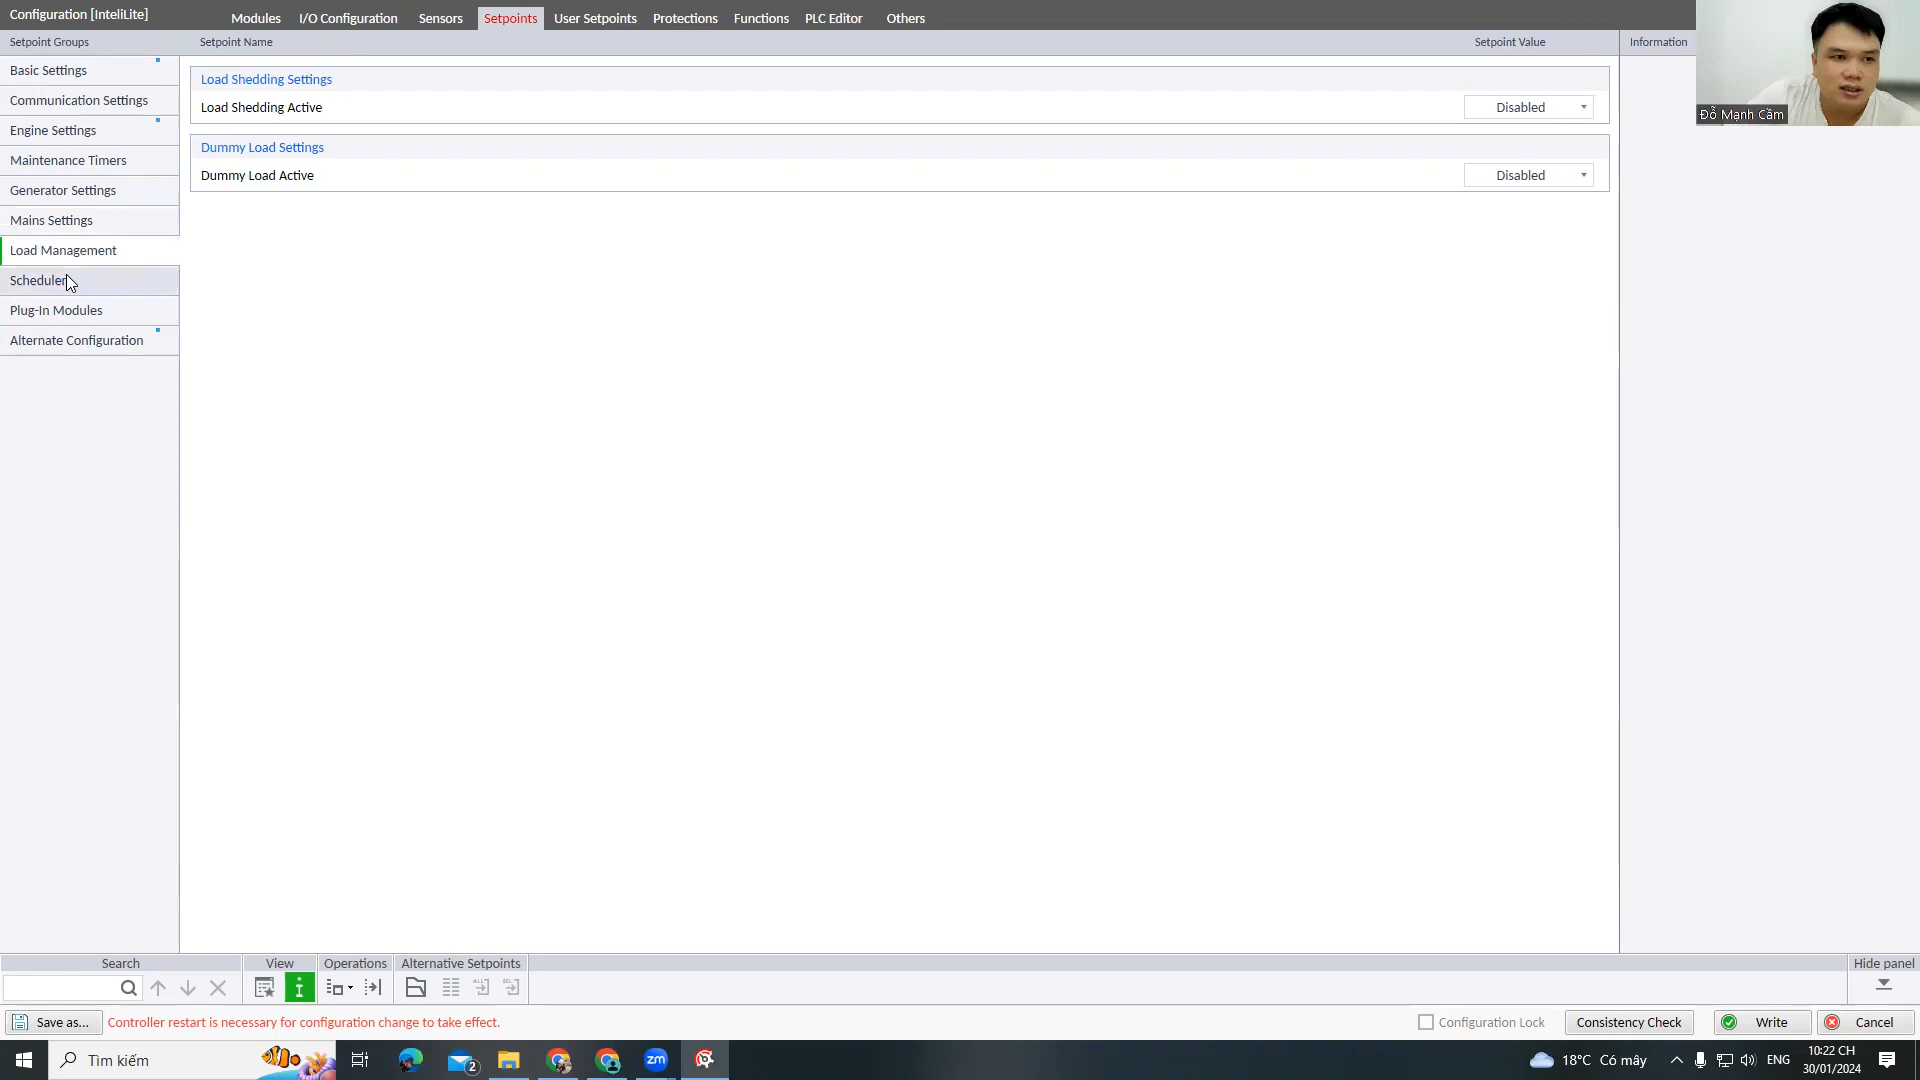 Configuration [InteliLite]
Modules
I/O Configuration
Sensors
Setpoints
User Setpoints
Protections
Functions
PLC Editor
Others
Setpoint Groups
Setpoint Name
Setpoint Value
Information
Basic Settings
Communication Settings
Engine Settings
Maintenance Timers
Generator Settings
Mains Settings
Load Management
Scheduler
Plug-In Modules
Alternate Configuration
Load Shedding Settings
Load Shedding Active
Disabled
Dummy Load Settings
Dummy Load Active
Disabled
Đỗ Mạnh Cầm
Search
View
Operations
Alternative Setpoints
Hide panel
Save as...
Controller restart is necessary for configuration change to take effect.
Configuration Lock
Consistency Check
Write
Cancel
Tìm kiếm
2
zm
18°C Có mây
ENG
10:22 CH
30/01/2024